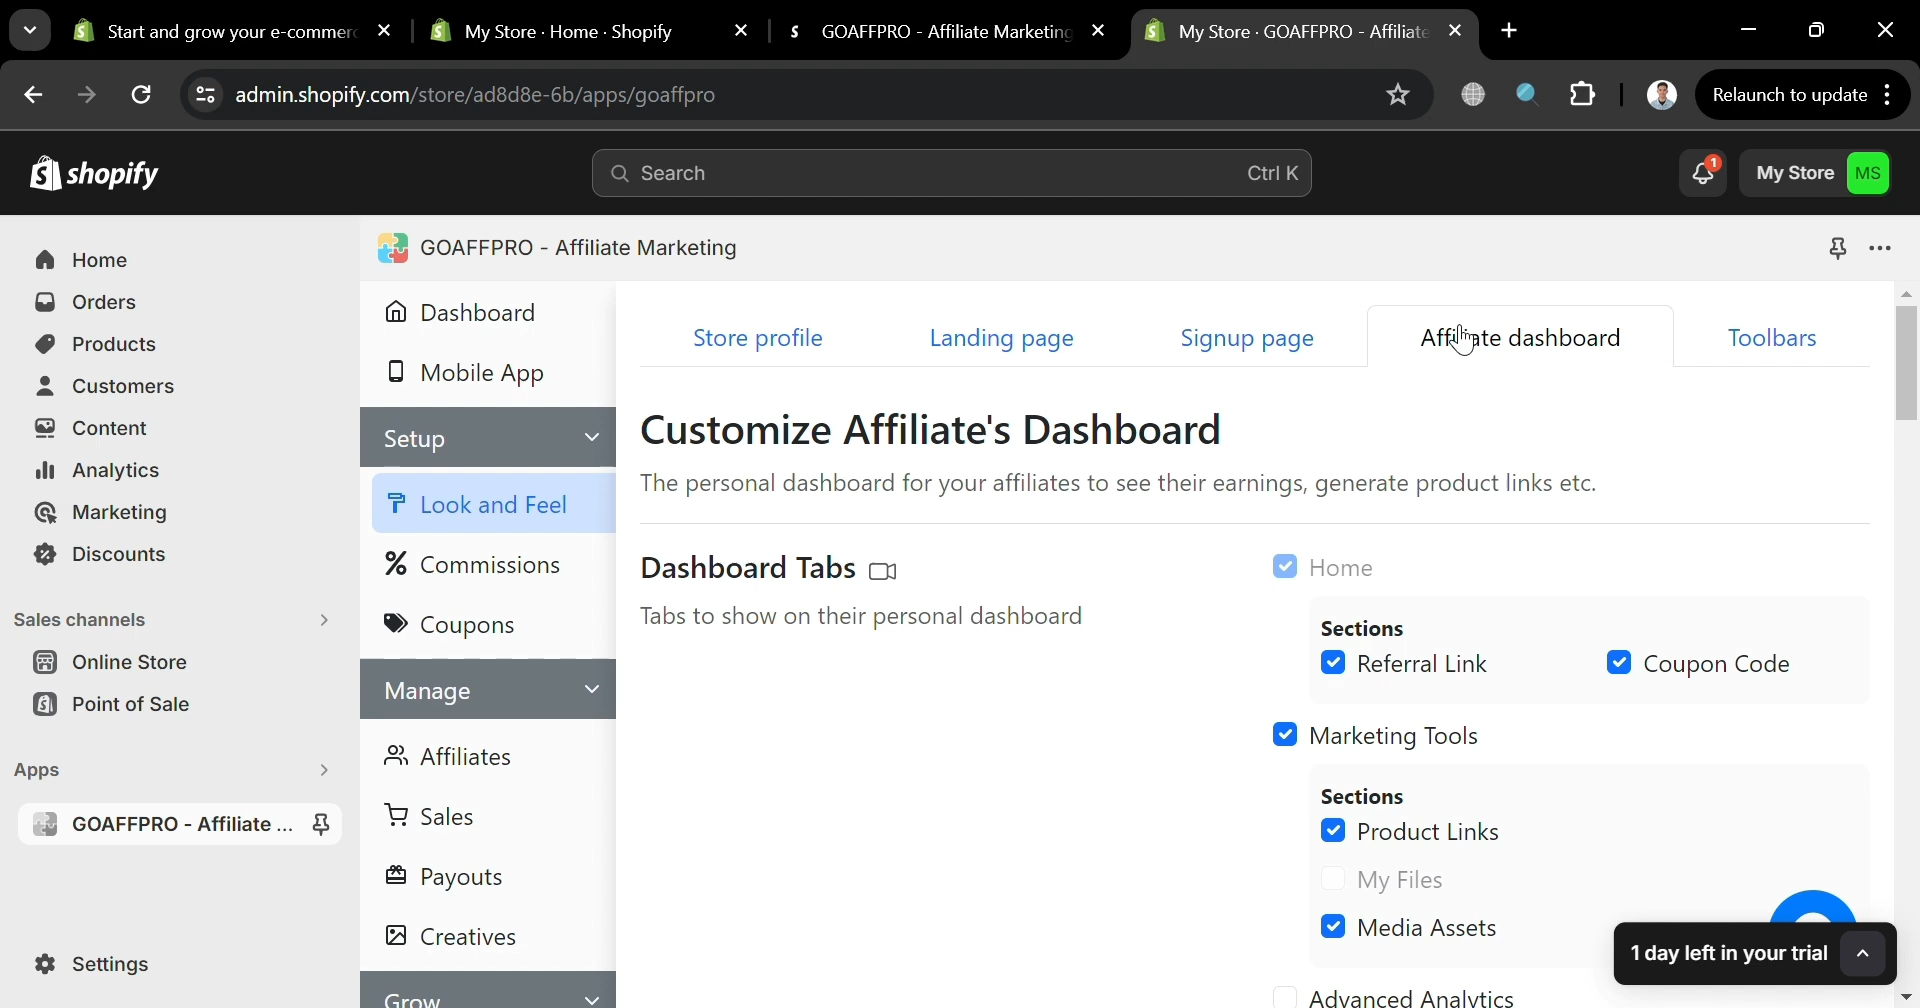 Start and grow your e-commerc
My Store · Home · Shopify
GOAFFPRO - Affiliate Marketing
My Store · GOAFFPRO - Affiliate
admin.shopify.com/store/ad8d8e-6b/apps/goaffpro
Relaunch to update
shopify
Search
Ctrl K
1
My Store
MS
Home
Orders
Products
Customers
Content
Analytics
Marketing
Discounts
Sales channels
Online Store
Point of Sale
Apps
GOAFFPRO - Affiliate ...
Settings
GOAFFPRO - Affiliate Marketing
Dashboard
Mobile App
Setup
Look and Feel
Commissions
Coupons
Manage
Affiliates
Sales
Payouts
Creatives
Grow
Store profile
Landing page
Signup page
Affiliate dashboard
Toolbars
Customize Affiliate's Dashboard
The personal dashboard for your affiliates to see their earnings, generate product links etc.
Dashboard Tabs
Tabs to show on their personal dashboard
Home
Sections
Referral Link
Coupon Code
Marketing Tools
Sections
Product Links
My Files
Media Assets
Advanced Analytics
1 day left in your trial